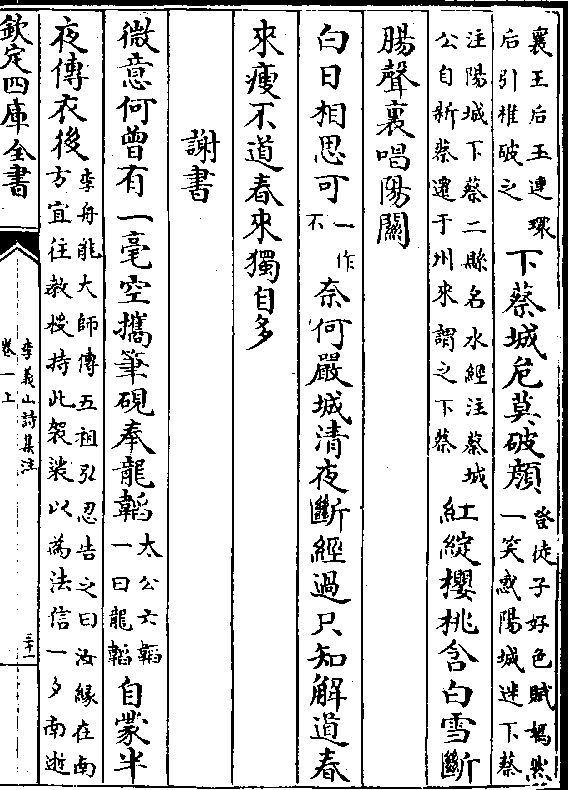 襄王后玉連環
后引椎破之
下蔡城危莫破顔
登徒子好色賦嫣然
一笑惑陽城迷下蔡
注陽城下蔡二縣名水經注蔡城
公自新蔡遷于州來謂之下蔡
紅綻櫻桃含白雪斷
腸聲裏唱陽關
白日相思可
一作
不
奈何嚴城清夜斷經過只知解道春
來瘦不道春來獨自多
謝書
微意何曾有一毫空攜筆硯奉龍韜
太公六韜
一曰龍韜
自蒙半
夜傳衣後
李舟能大師傳五祖弘忍告之曰汝緣在南
方宜往教授持此袈裟以為法信一夕南逝
欽定四庫全書
李義山詩集注
卷一上
三十一